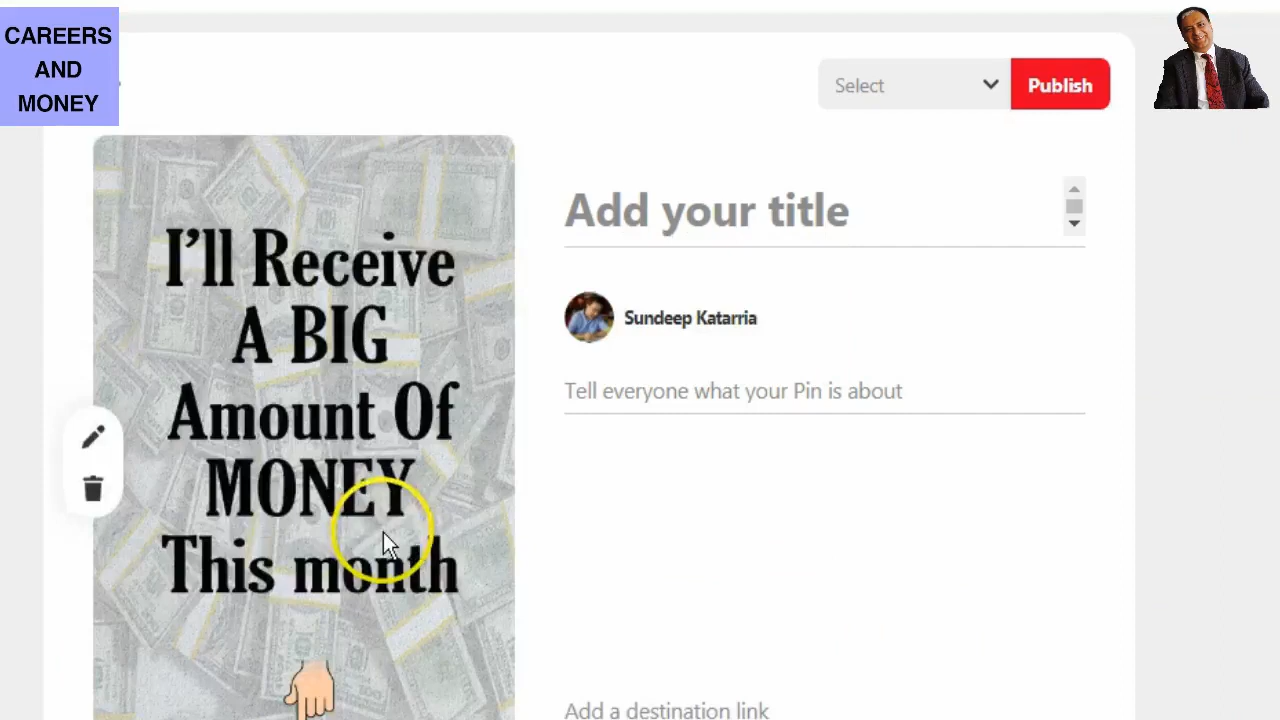 CAREERS
AND
MONEY
Select
Publish
I'll Receive
A BIG
Amount Of
MONEY
This month
Add your title
Sundeep Katarria
Tell everyone what your Pin is about
Add a destination link